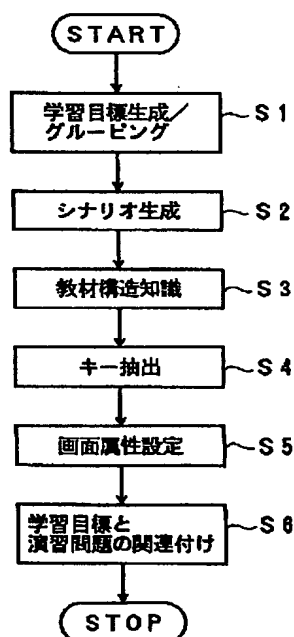 START
学習目標生成／
グルーピング
S1
シナリオ生成
S2
教材構造知識
S3
キー抽出
S4
画面属性設定
S5
学習目標と
演習問題の関連付け
S6
STOP